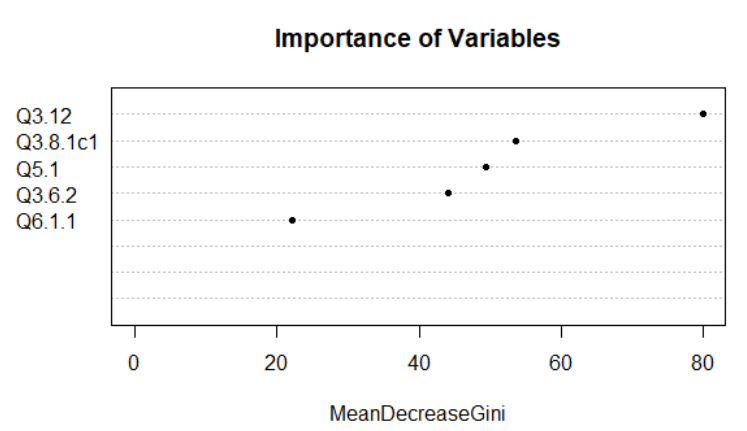 Importance of Variables
Q3.12
Q3.8.1c1
Q5.1
Q3.6.2
Q6.1.1
0 20 40 60 80
MeanDecreaseGini